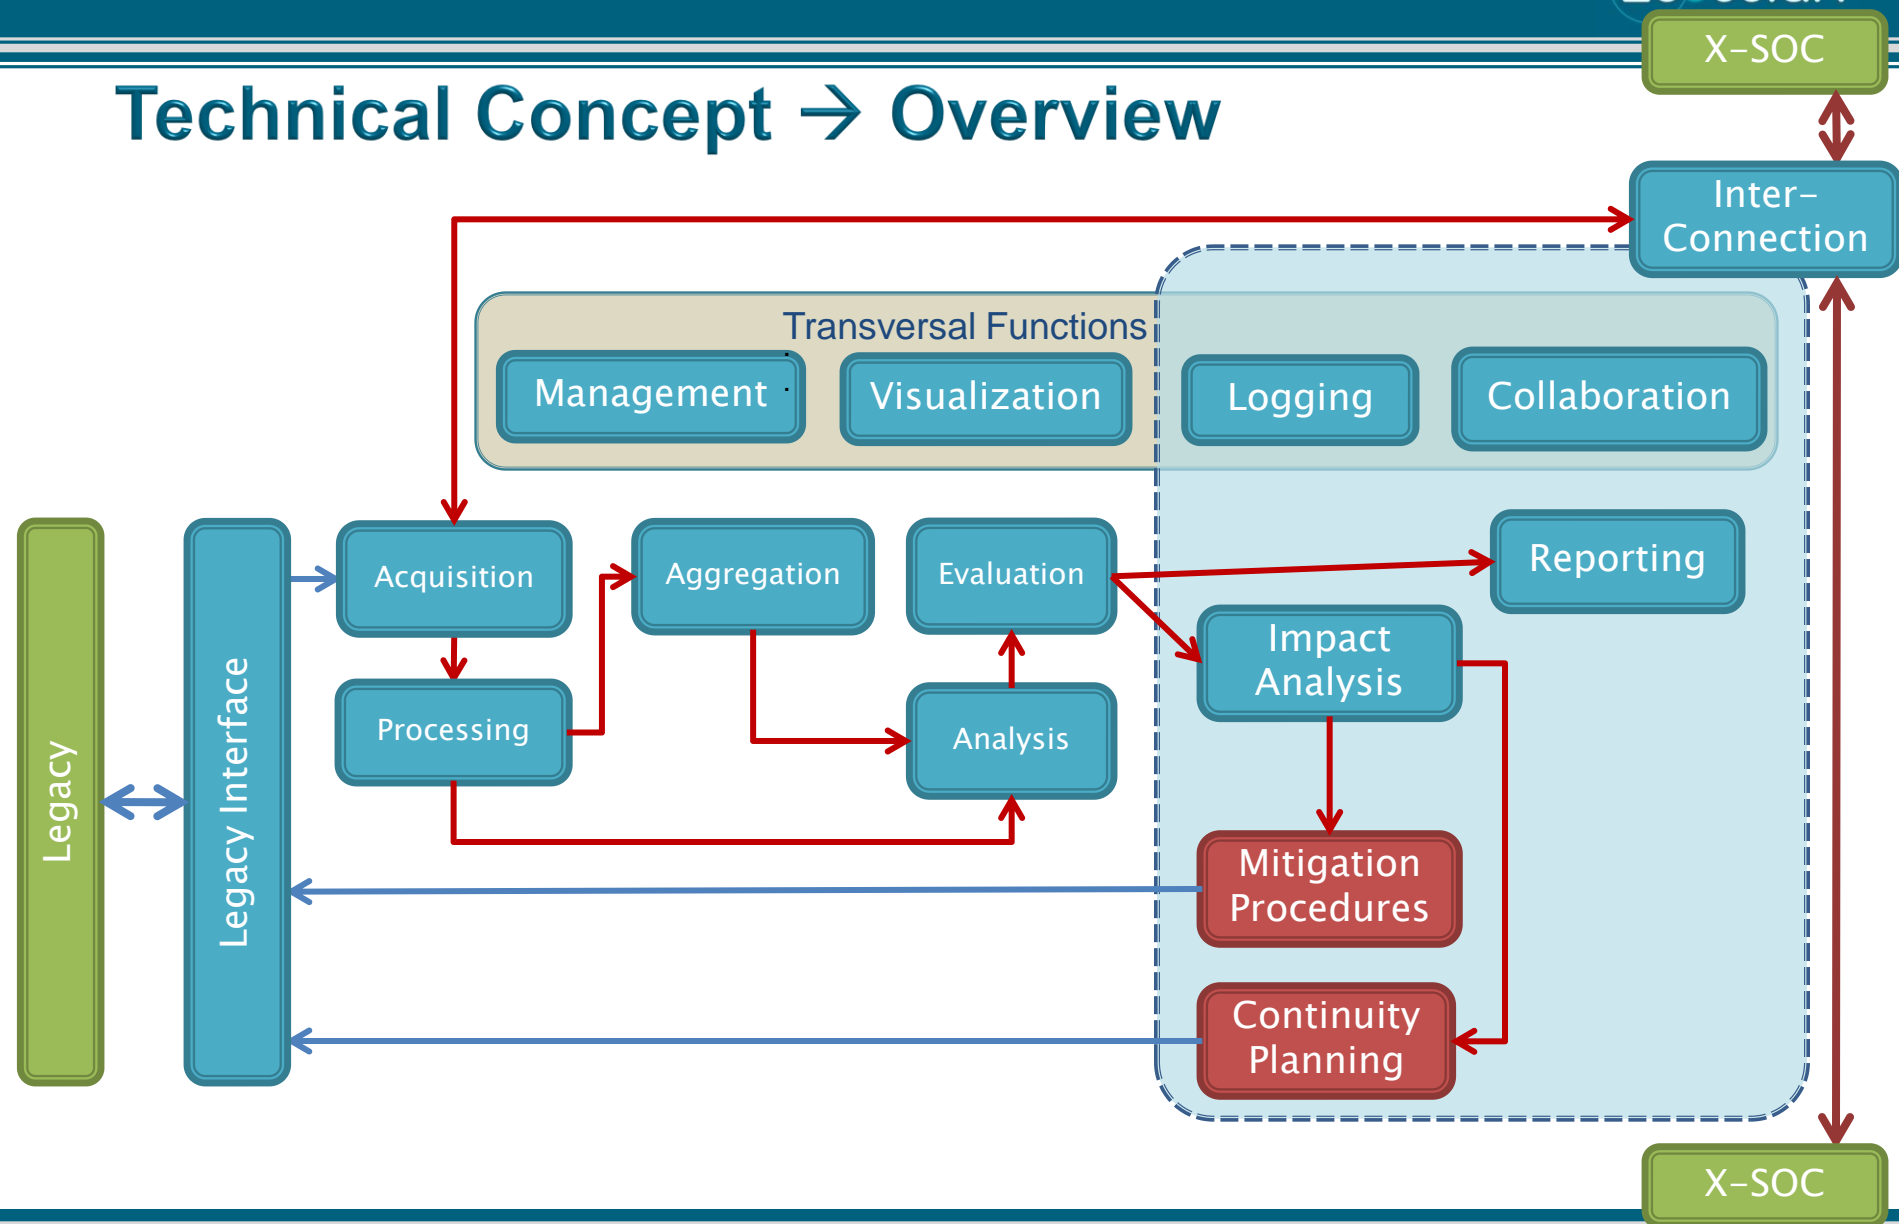 X-SOC
Technical Concept → Overview
Inter-
Connection
Transversal Functions
Management
Visualization
Logging
Collaboration
Acquisition
Aggregation
Evaluation
Reporting
Impact
Analysis
Processing
Analysis
Legacy
Legacy Interface
Mitigation
Procedures
Continuity
Planning
X-SOC